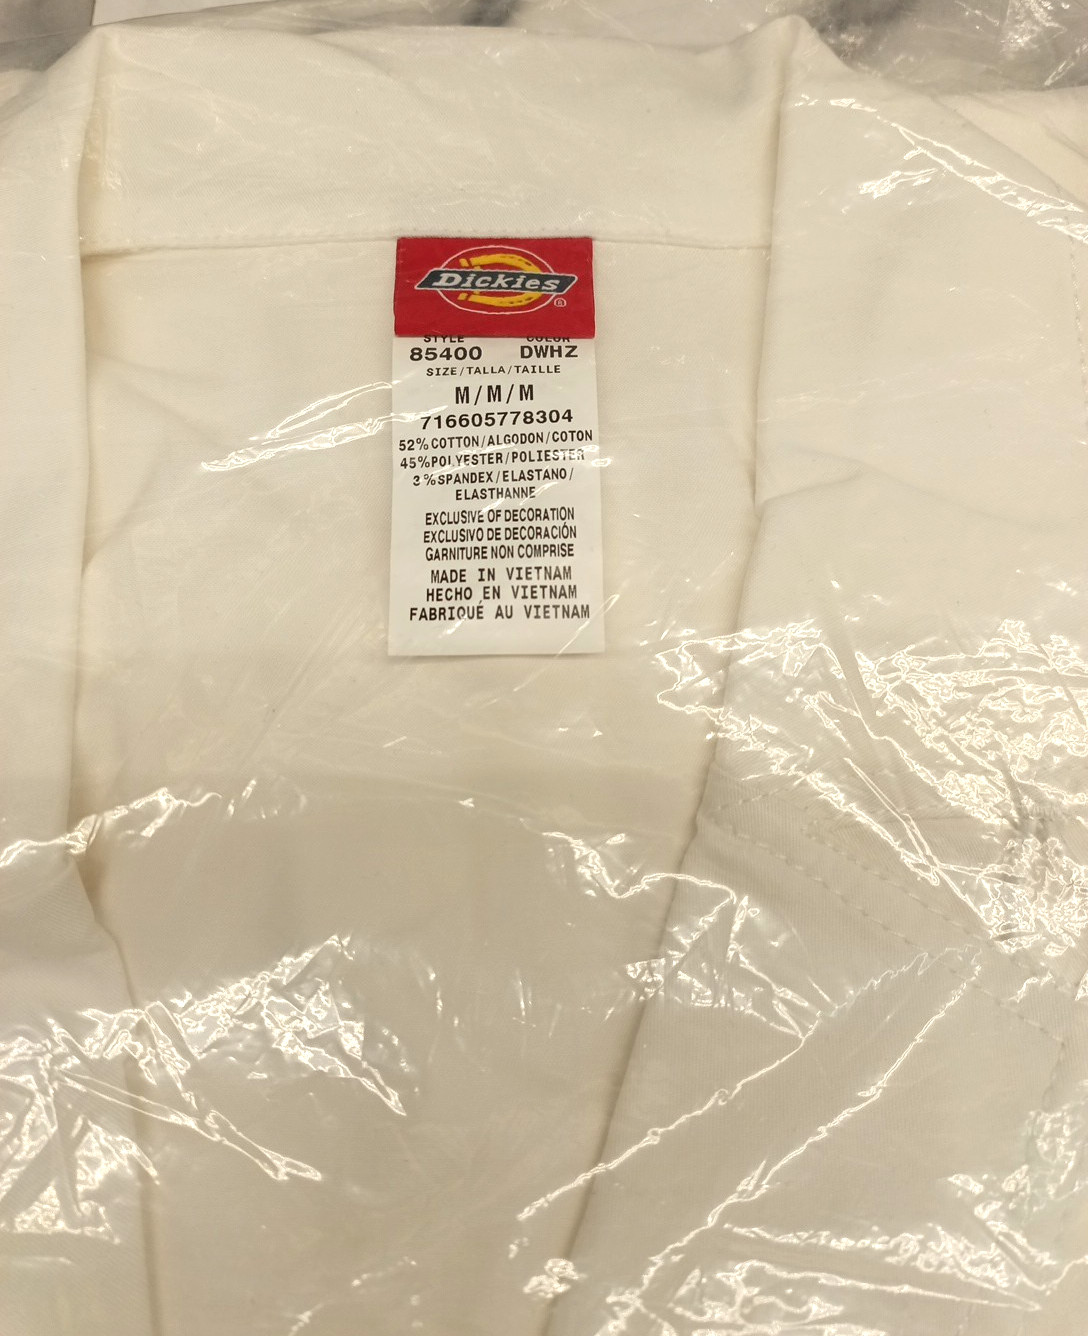 Dickies
®
STYLE COLOR
85400 DWHZ
SIZE/TALLA/TAILLE
M/M/M
716605778304
52%COTTON/ALGODON/COTON
45%POLYESTER/POLIESTER
3%SPANDEX/ELASTANO/
ELASTHANNE
EXCLUSIVE OF DECORATION
EXCLUSIVO DE DECORACIÓN
GARNITURE NON COMPRISE
MADE IN VIETNAM
HECHO EN VIETNAM
FABRIQUÉ AU VIETNAM